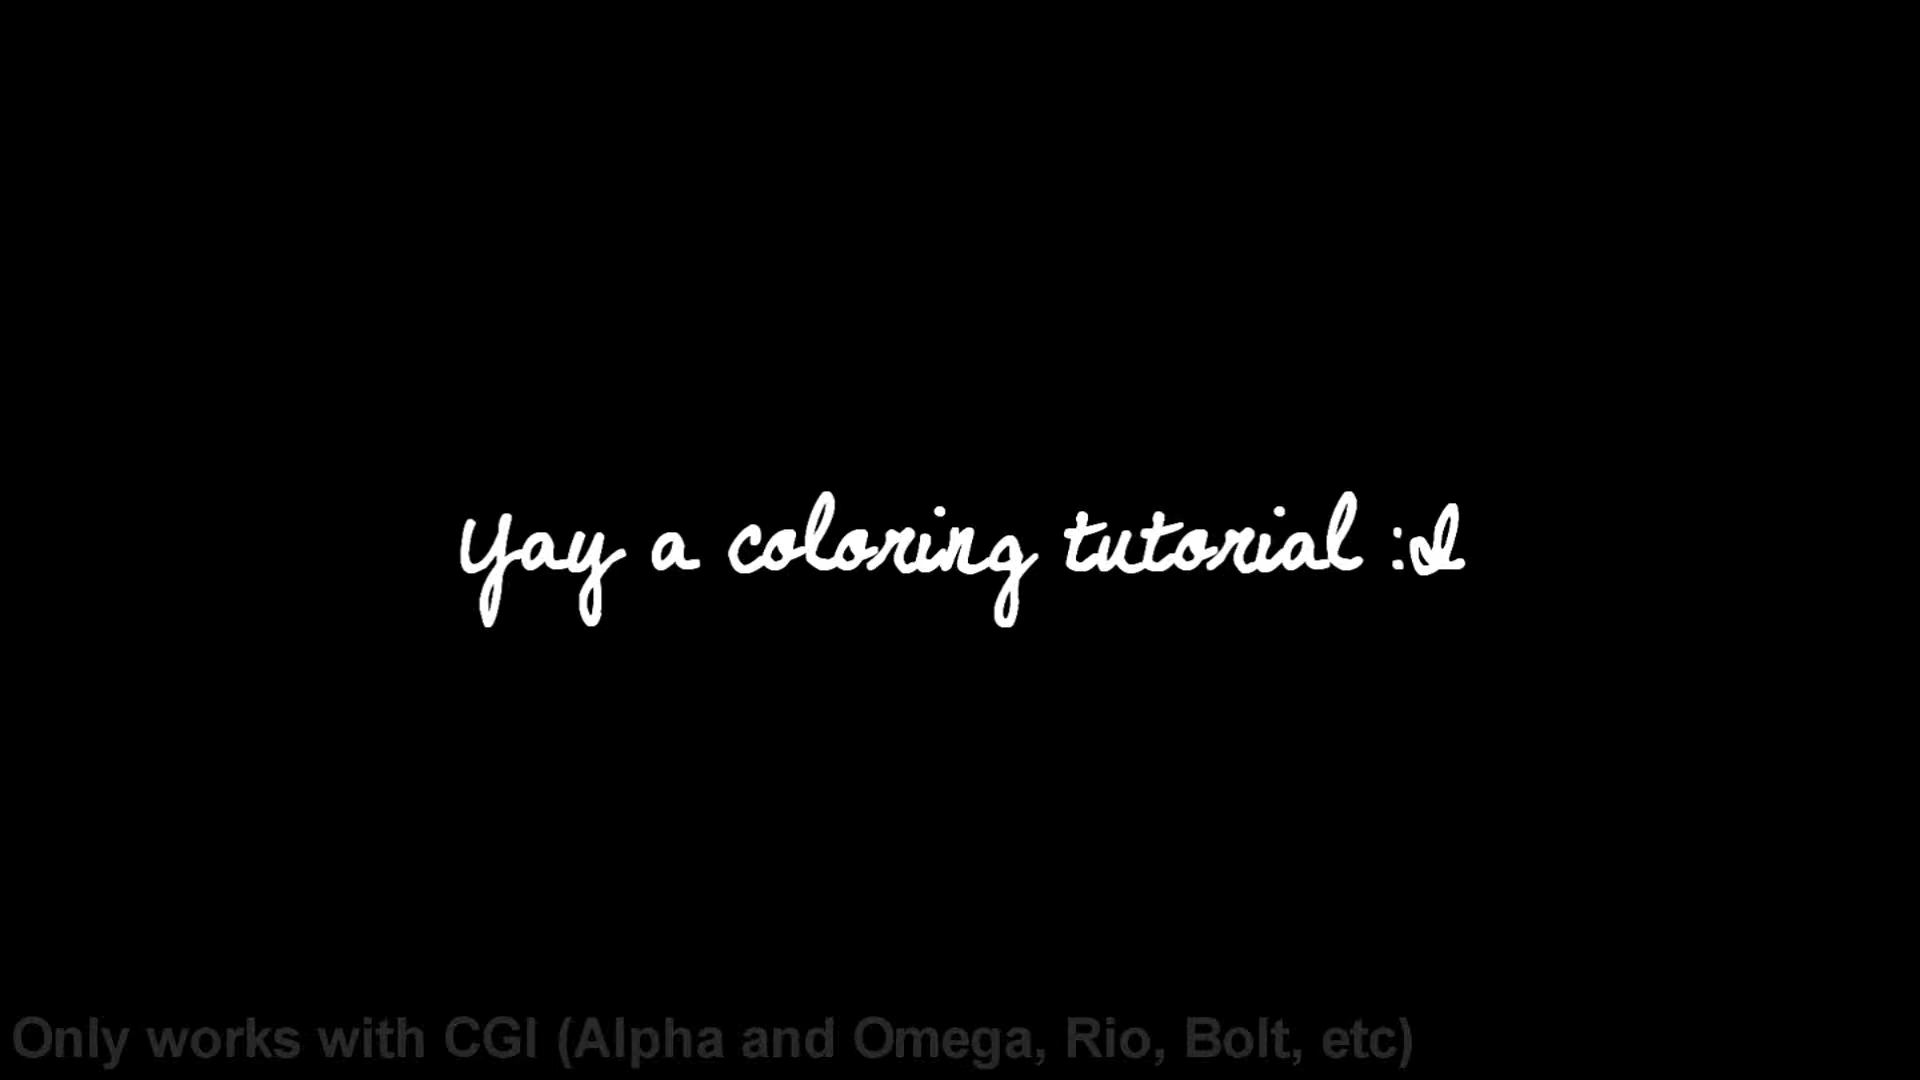 Yay a coloring tutorial :I
Only works with CGI (Alpha and Omega, Rio, Bolt, etc)